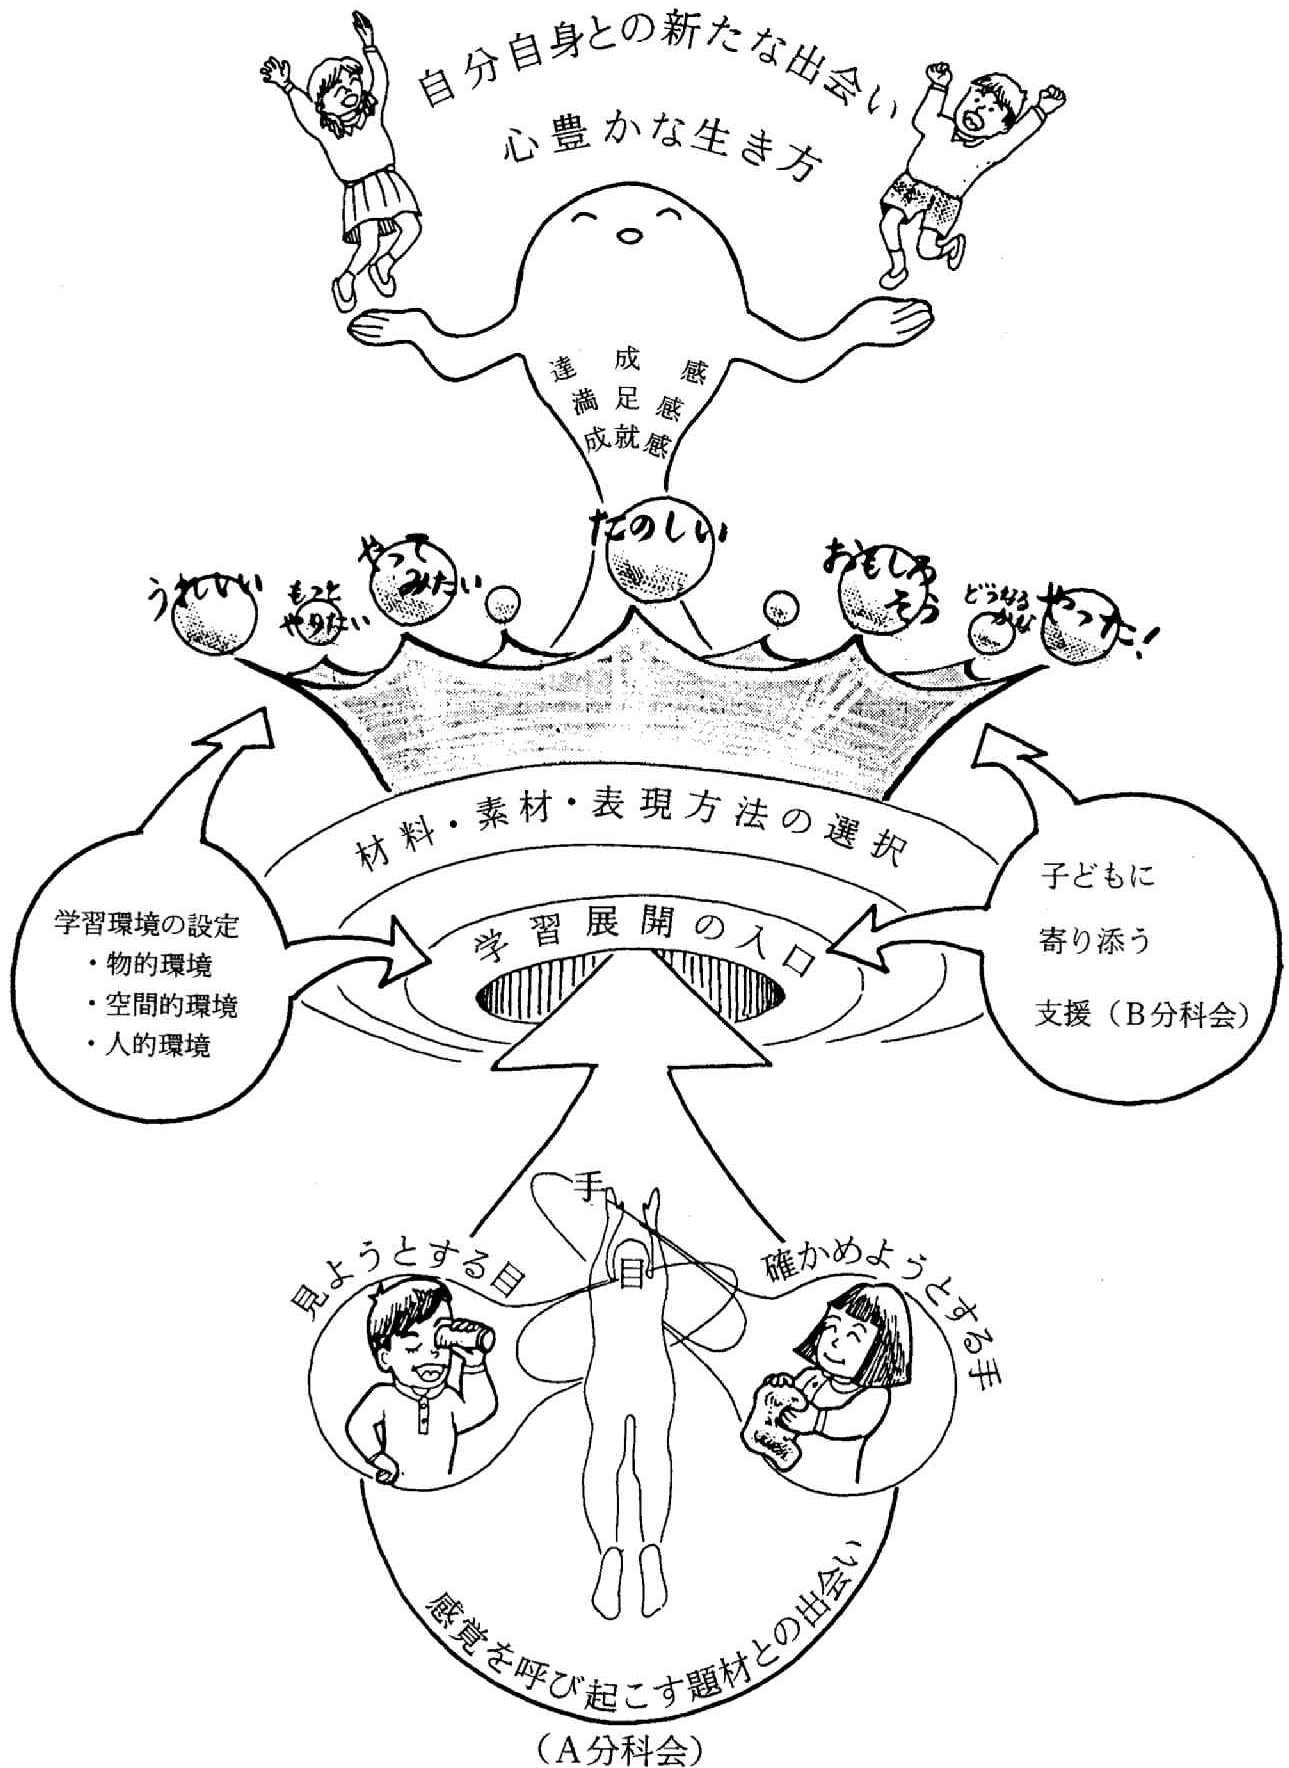 自分自身との新たな出会い
心豊かな生き方
達成感
満足感
成就感
うれしい
もっと
やりたい
やって
みたい
たのしい
おもしろ
そう
どうなる
かな
やった!
材料・素材・表現方法の選択
学習展開の入口
学習環境の設定
・物的環境
・空間的環境
・人的環境
子どもに
寄り添う
支援（B分科会）
手
目
見ようとする目
確かめようとする手
感覚を呼び起こす題材との出会い
（A分科会）